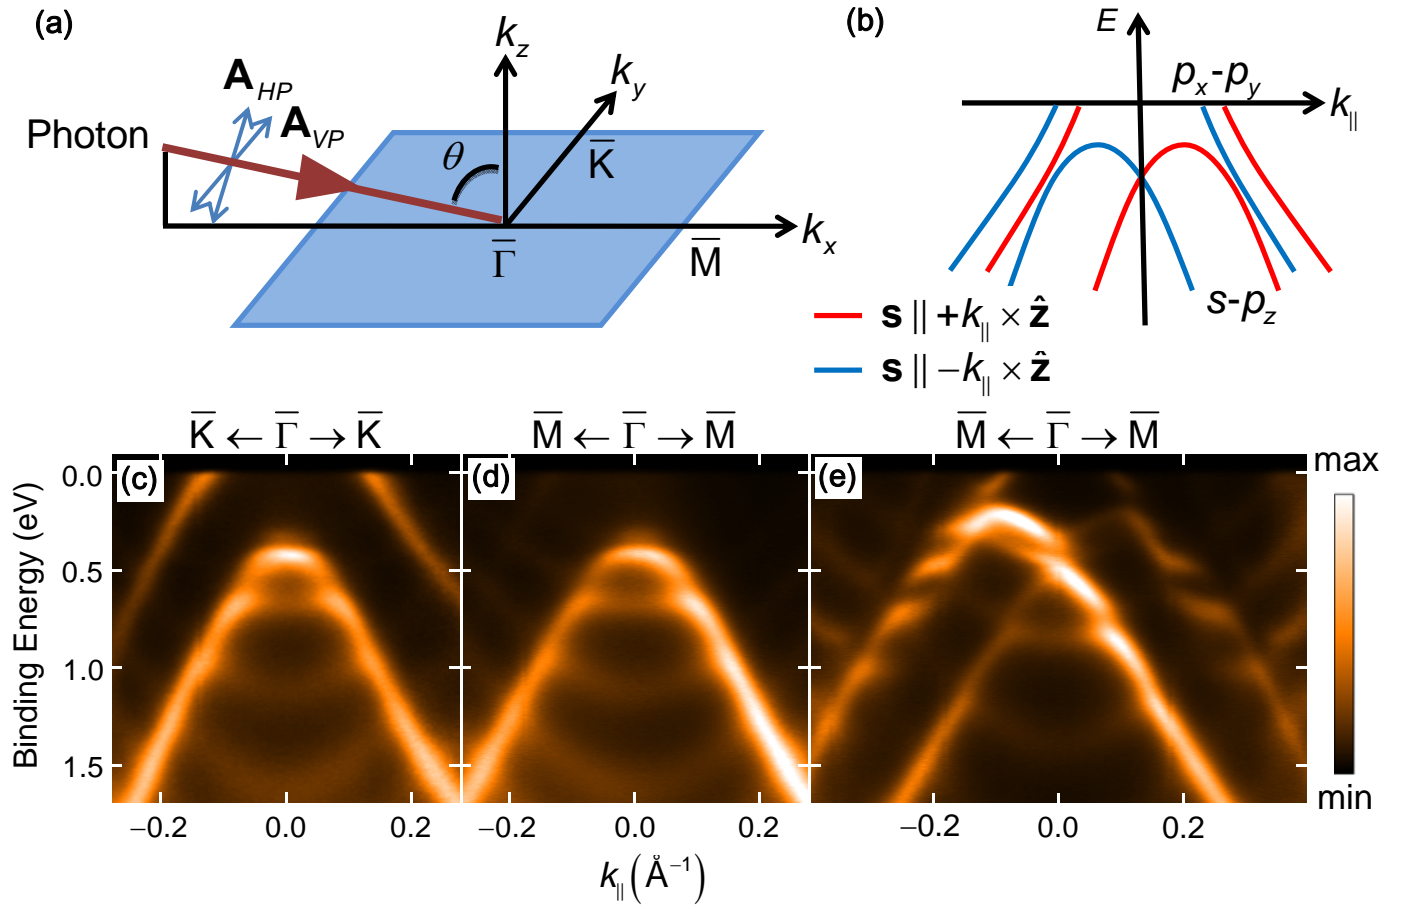 (a)
k_z
k_y
A_HP
A_VP
Photon
θ
K̅
k_x
Γ̅
M̅
(b)
E
p_x-p_y
k_||
s-p_z
s || +k_|| × ẑ
s || −k_|| × ẑ
K̅ ← Γ̅ → K̅
M̅ ← Γ̅ → M̅
M̅ ← Γ̅ → M̅
(c)
(d)
(e)
max
min
Binding Energy (eV)
0.0
0.5
1.0
1.5
−0.2 0.0 0.2
−0.2 0.0 0.2
−0.2 0.0 0.2
k_|| (Å⁻¹)